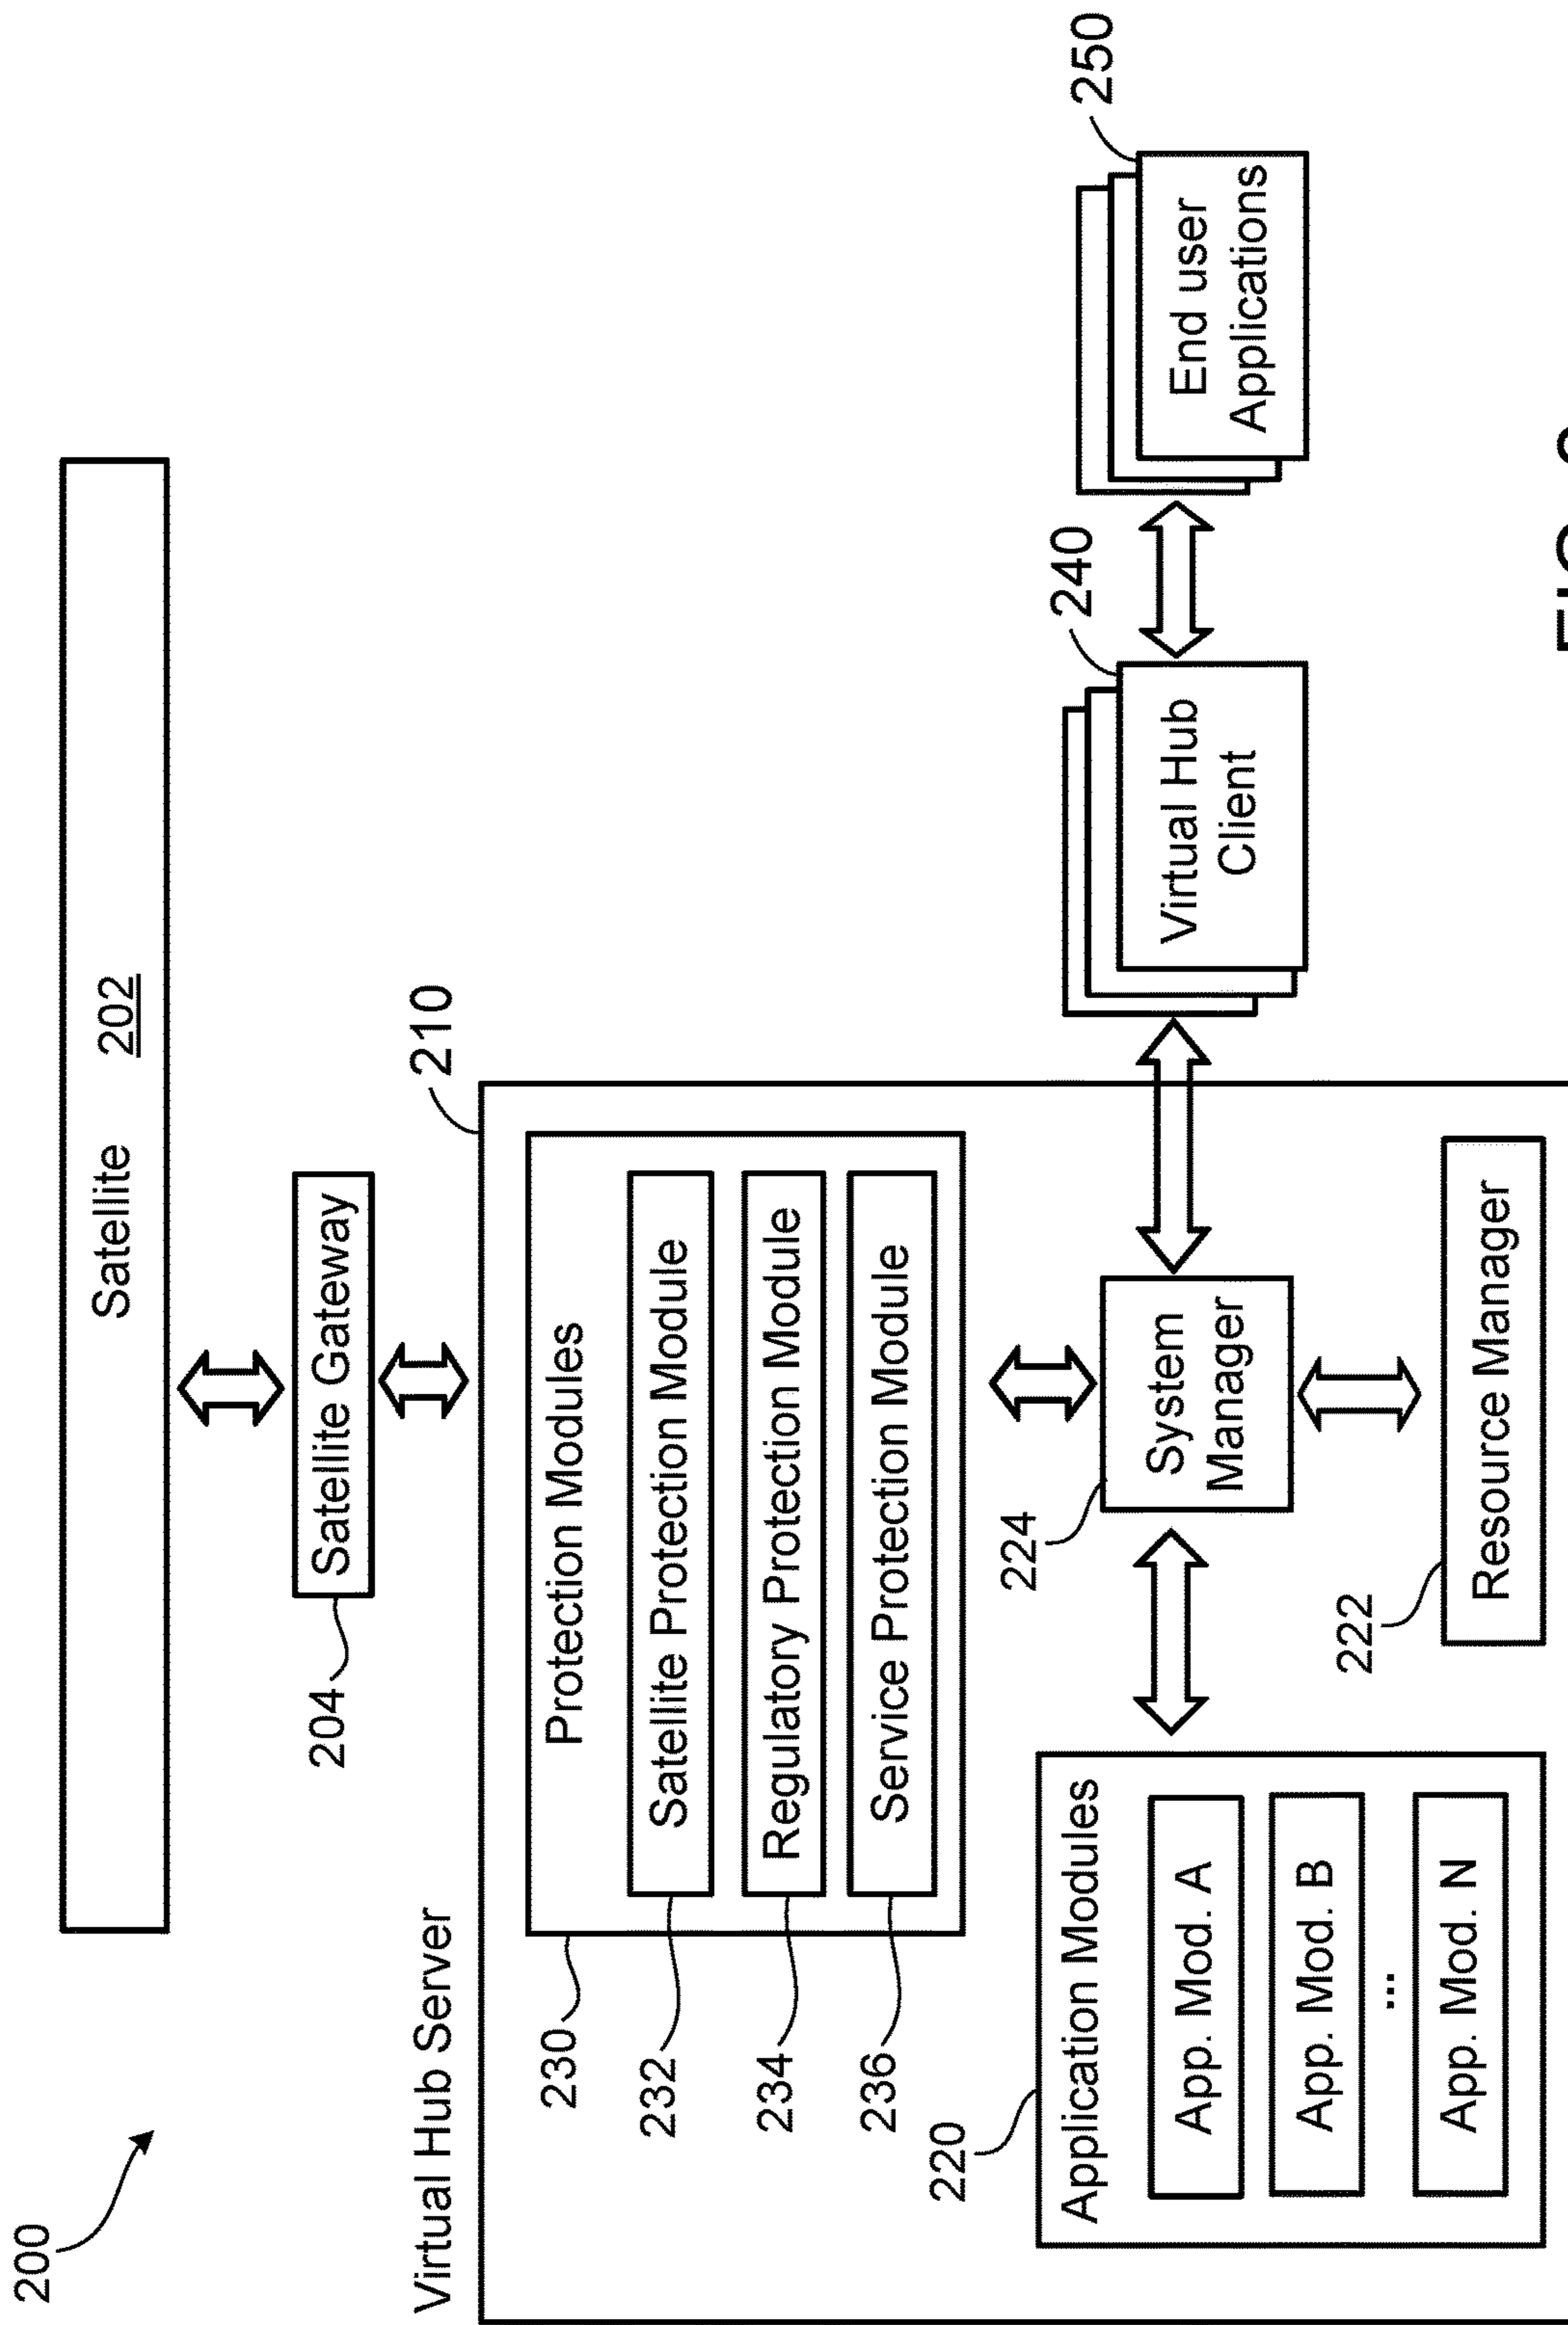 200
Satellite 202
Satellite Gateway
204
Virtual Hub Server
210
230
Protection Modules
232
Satellite Protection Module
234
Regulatory Protection Module
236
Service Protection Module
220
Application Modules
App. Mod. A
App. Mod. B
...
App. Mod. N
224
System
Manager
222
Resource Manager
240
Virtual Hub
Client
250
End user
Applications